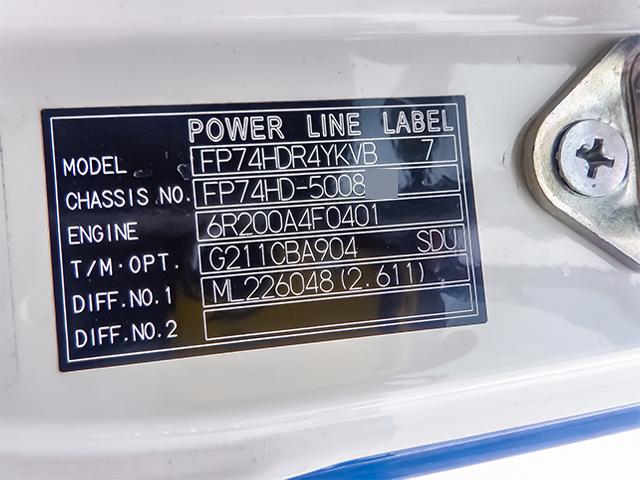 POWER LINE LABEL
MODEL FP74HDR4YKVB 7
CHASSIS NO. FP74HD-5008
ENGINE 6R200A4F0401
T/M·OPT. G211CBA904 SDU
DIFF.NO.1 ML226048(2.611)
DIFF.NO.2